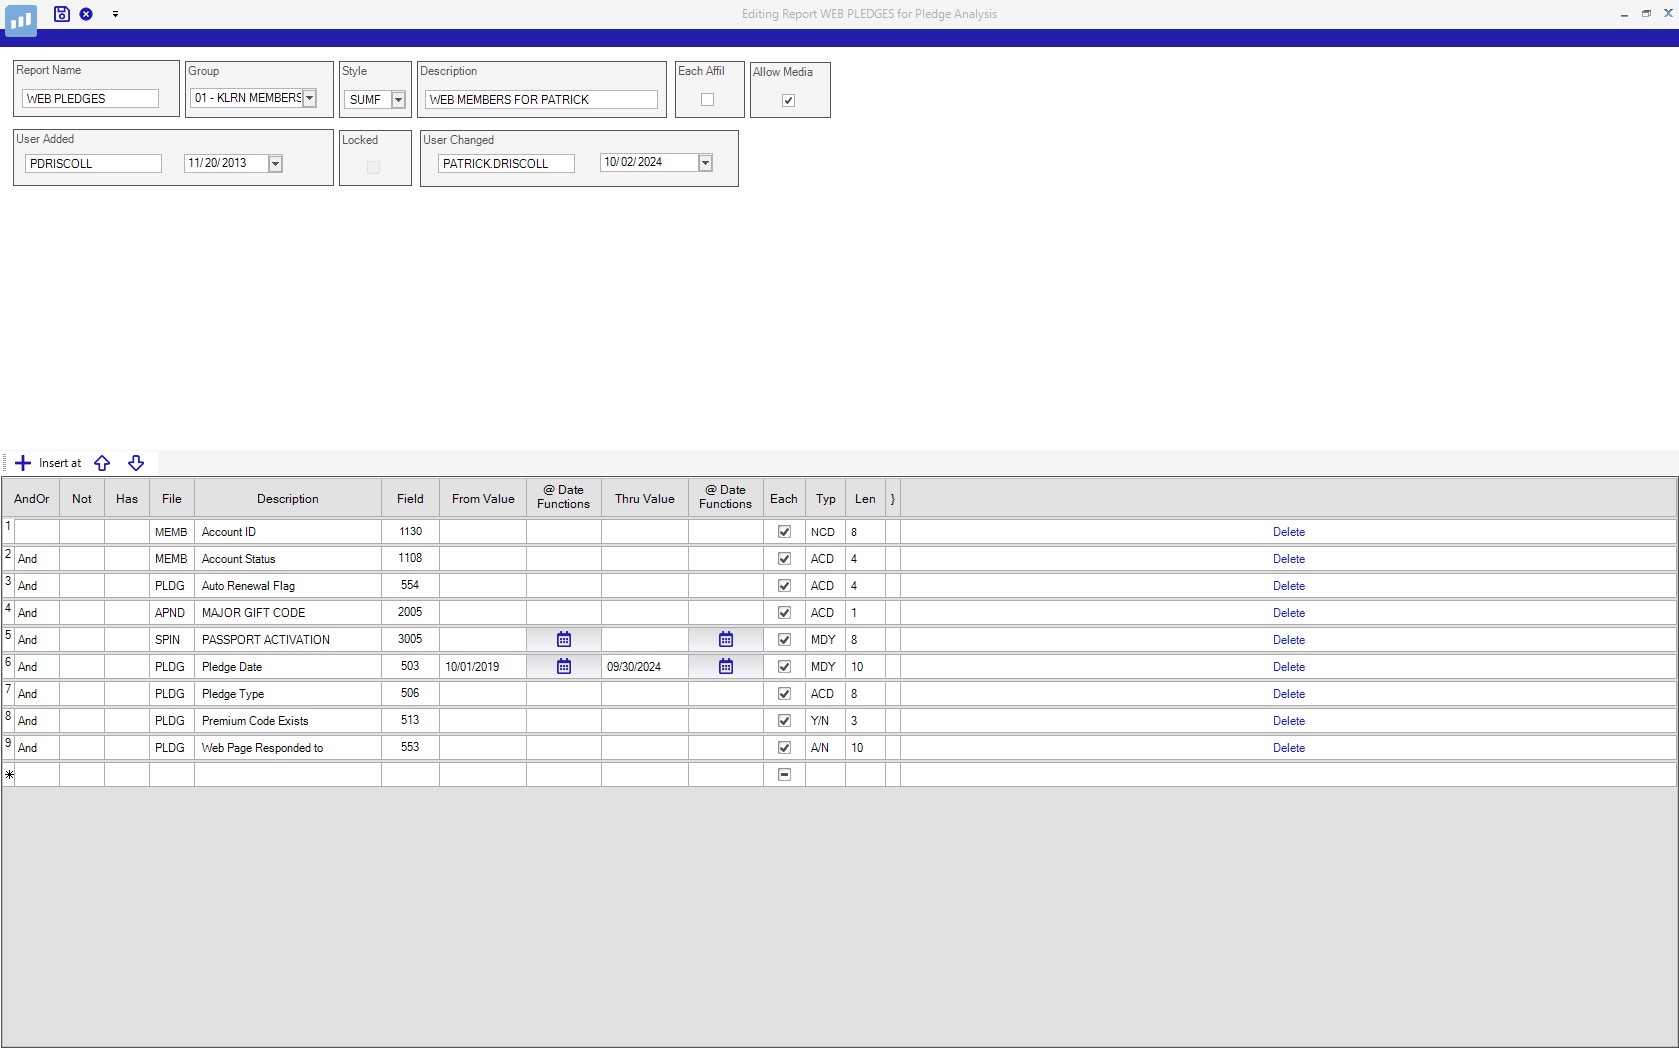 Editing Report WEB PLEDGES for Pledge Analysis
Report Name Group Style Description Each Affil Allow Media
WEB PLEDGES 01 - KLRN MEMBERS SUMF WEB MEMBERS FOR PATRICK
User Added Locked User Changed
PDRISCOLL 11/20/2013 PATRICK.DRISCOLL 10/02/2024
Insert at
AndOr Not Has File Description Field From Value @ Date Functions Thru Value @ Date Functions Each Typ Len }
1 MEMB Account ID 1130 NCD 8 Delete
2 And MEMB Account Status 1108 ACD 4 Delete
3 And PLDG Auto Renewal Flag 554 ACD 4 Delete
4 And APND MAJOR GIFT CODE 2005 ACD 1 Delete
5 And SPIN PASSPORT ACTIVATION 3005 MDY 8 Delete
6 And PLDG Pledge Date 503 10/01/2019 09/30/2024 MDY 10 Delete
7 And PLDG Pledge Type 506 ACD 8 Delete
8 And PLDG Premium Code Exists 513 Y/N 3 Delete
9 And PLDG Web Page Responded to 553 A/N 10 Delete